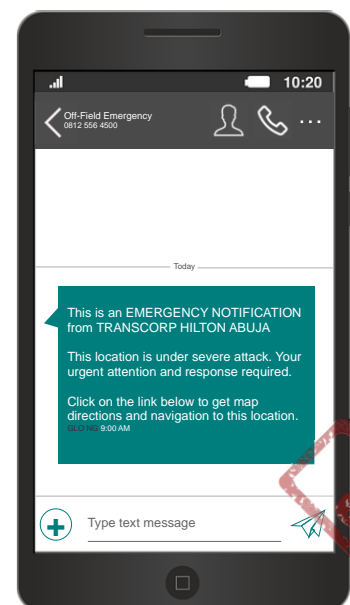 10:20
Off-Field Emergency
0812 556 4500
...
Today
This is an EMERGENCY NOTIFICATION
from TRANSCORP HILTON ABUJA
This location is under severe attack. Your
urgent attention and response required.
Click on the link below to get map
directions and navigation to this location.
GLO NG 9:00 AM
Type text message